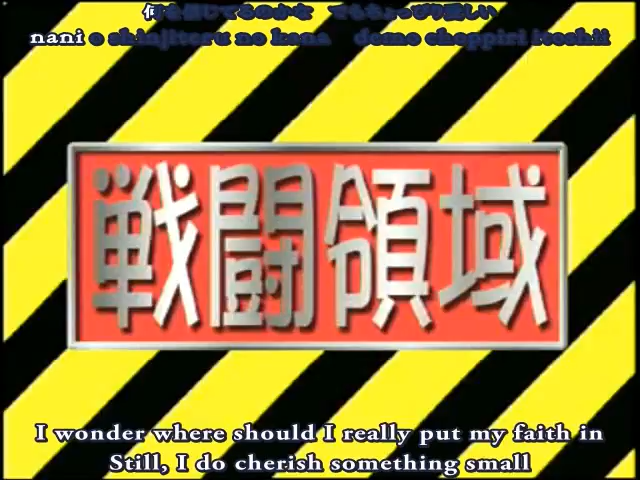 何を信じてるのかな でもちょっぴり愛しい
nani o shinjiteru no kana demo choppiri itoshii
戦闘領域
I wonder where should I really put my faith in
Still, I do cherish something small